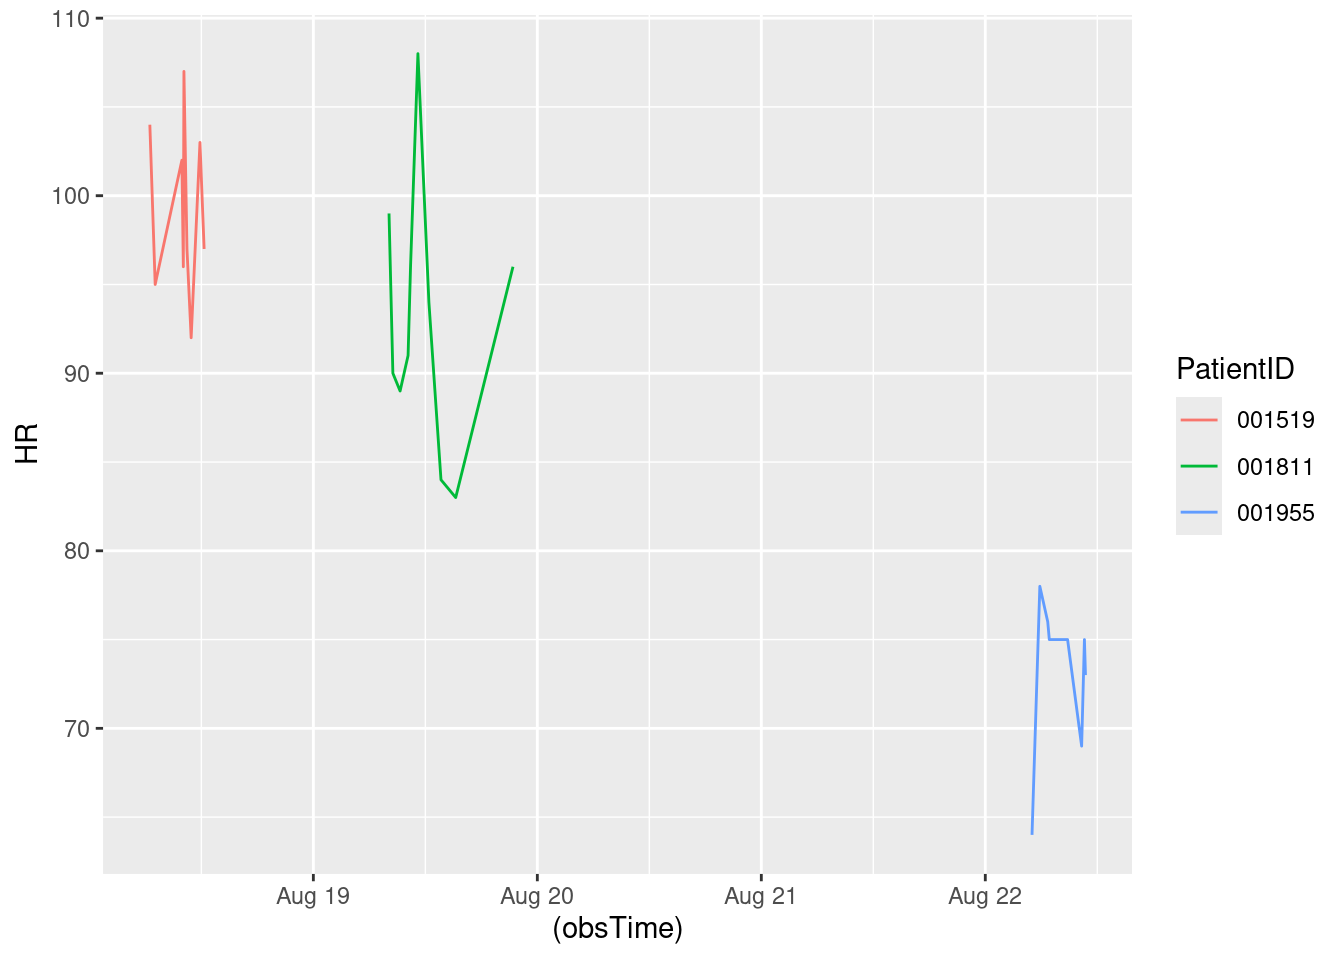 110
100
90
80
70
HR
Aug 19
Aug 20
Aug 21
Aug 22
(obsTime)
PatientID
001519
001811
001955